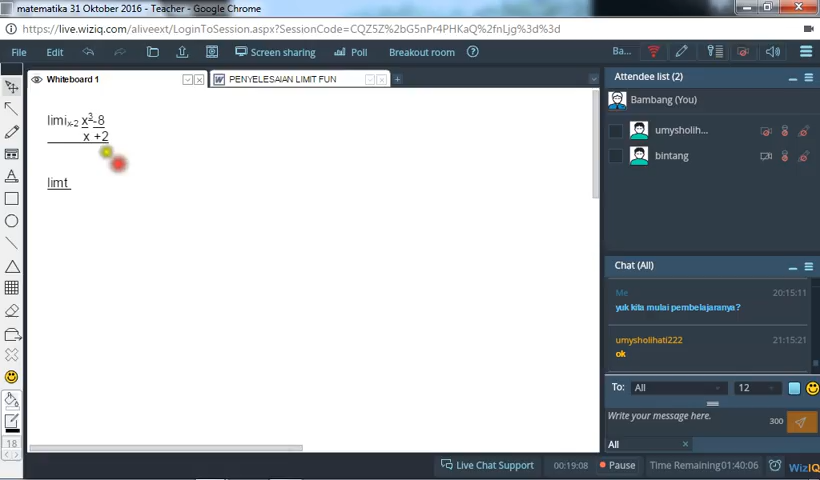 matematika 31 Oktober 2016 - Teacher - Google Chrome
https://live.wiziq.com/aliveext/LoginToSession.aspx?SessionCode=CQZ5Z%2bG5nPr4PHKaQ%2fnLjg%3d%3d
File Edit Screen sharing Poll Breakout room ? Ba...
Whiteboard 1 PENYELESAIAN LIMIT FUN
Attendee list (2)
Bambang (You)
umysholih...
bintang
limi x-2 x³-8
x +2
limt
Chat (All)
Me 20:15:11
yuk kita mulai pembelajaranya?
umysholihati222 21:15:21
ok
To: All 12
Write your message here. 300
All
18
Live Chat Support 00:19:08 Pause Time Remaining 01:40:06 WizIQ